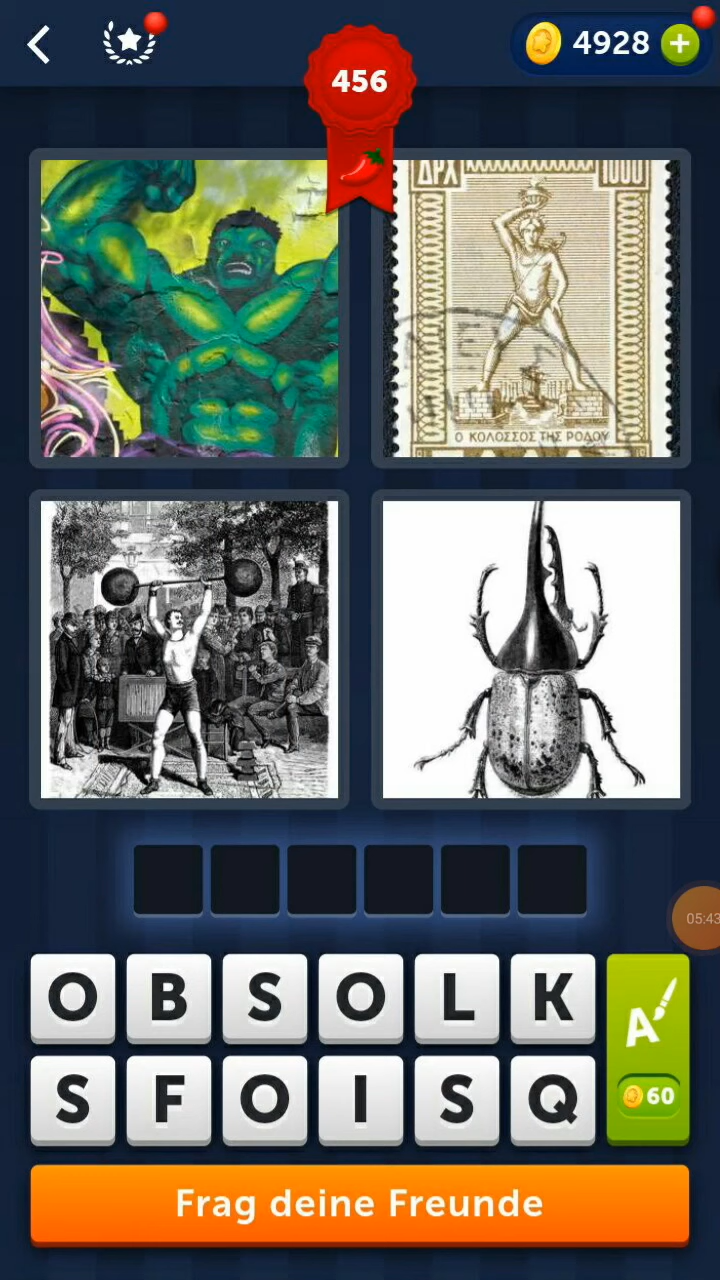 4928
456
ΔΡΧ 1000
Ο ΚΟΛΟΣΣΟΣ ΤΗΣ ΡΟΔΟΥ
05:43
O B S O L K
A
S F O I S Q
60
Frag deine Freunde